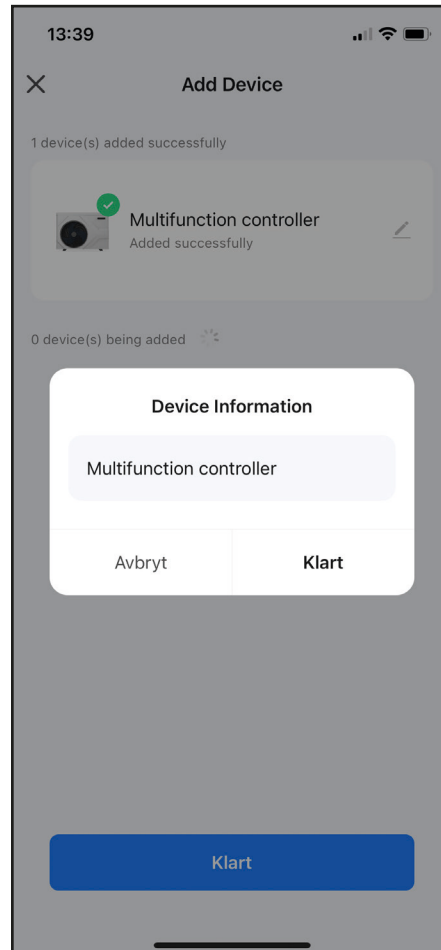 13:39
Add Device
1 device(s) added successfully
Multifunction controller
Added successfully
0 device(s) being added
Device Information
Multifunction controller
Avbryt
Klart
Klart